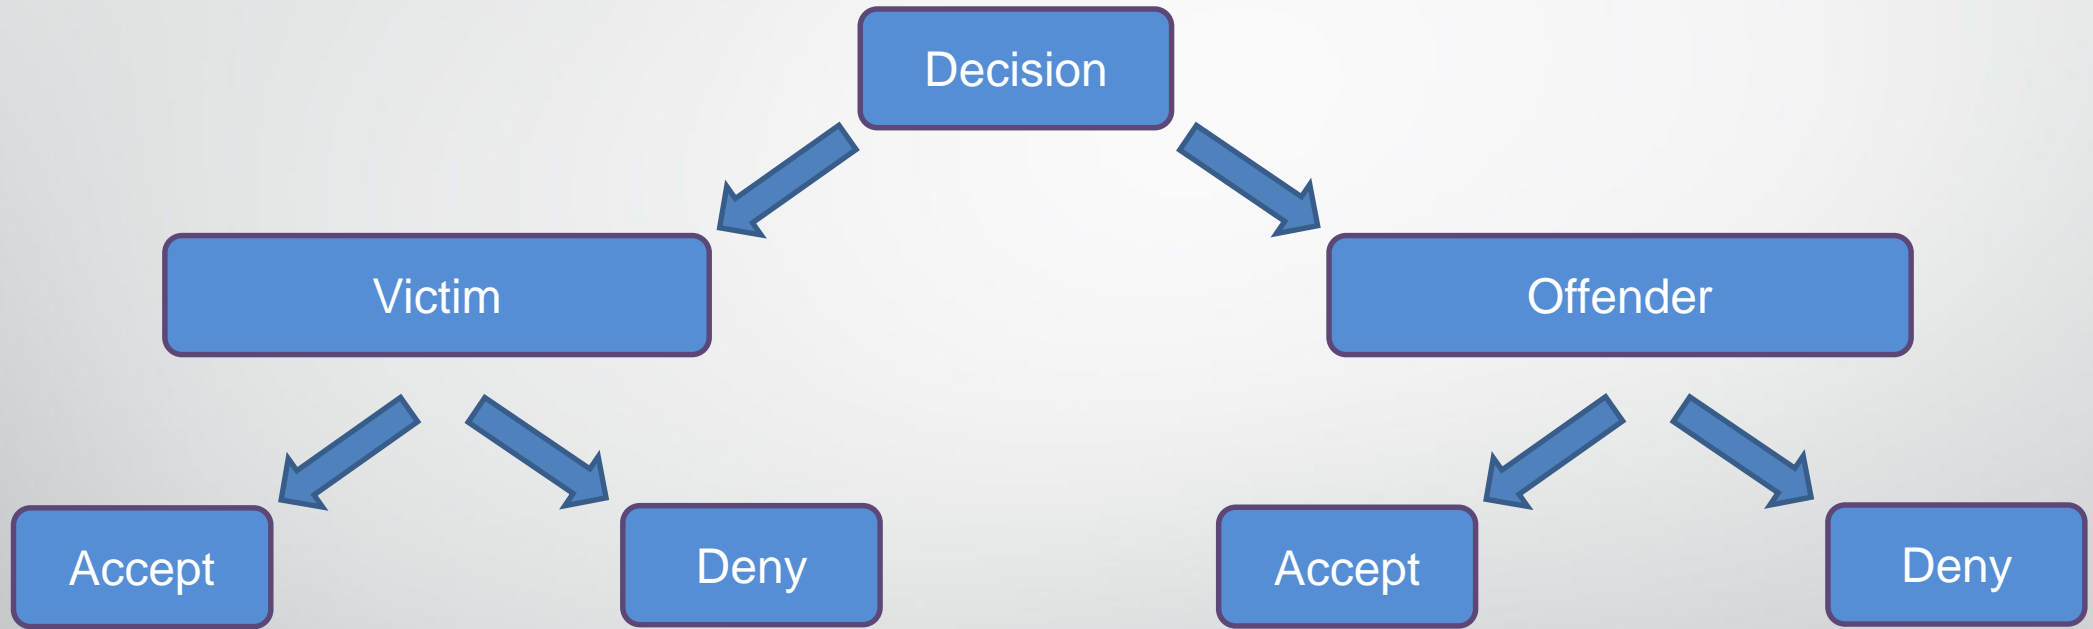 Decision
Victim
Offender
Accept
Deny
Accept
Deny